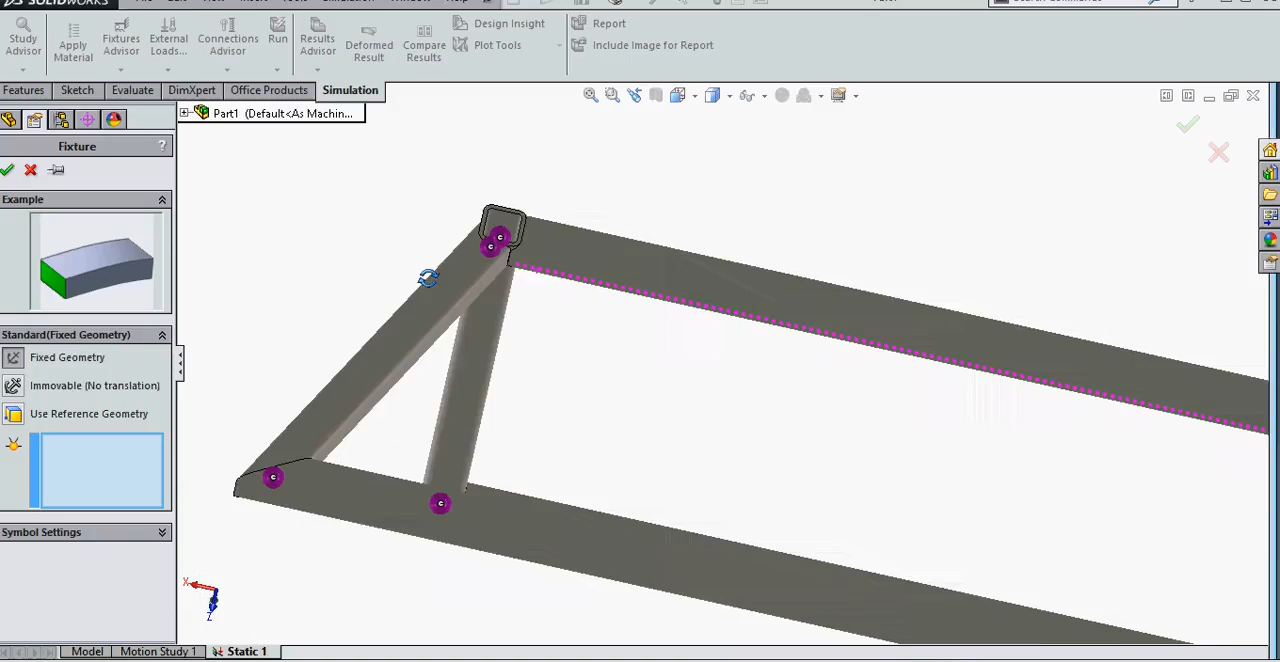 SOLIDWORKS
Study Advisor
Apply Material
Fixtures Advisor
External Loads...
Connections Advisor
Run
Results Advisor
Deformed Result
Compare Results
Design Insight
Plot Tools
Report
Include Image for Report
Features
Sketch
Evaluate
DimXpert
Office Products
Simulation
Part1 (Default<As Machin...
Fixture
?
Example
Standard(Fixed Geometry)
Fixed Geometry
Immovable (No translation)
Use Reference Geometry
Symbol Settings
X
Z
Model
Motion Study 1
Static 1